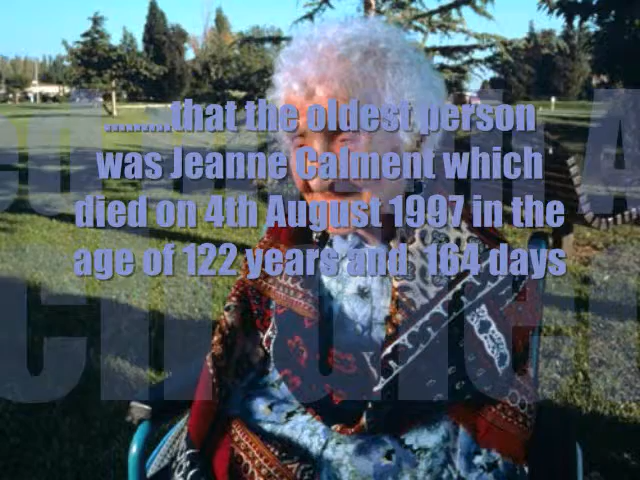 .........that the oldest person
was Jeanne Calment which
died on 4th August 1997 in the
age of 122 years and 164 days